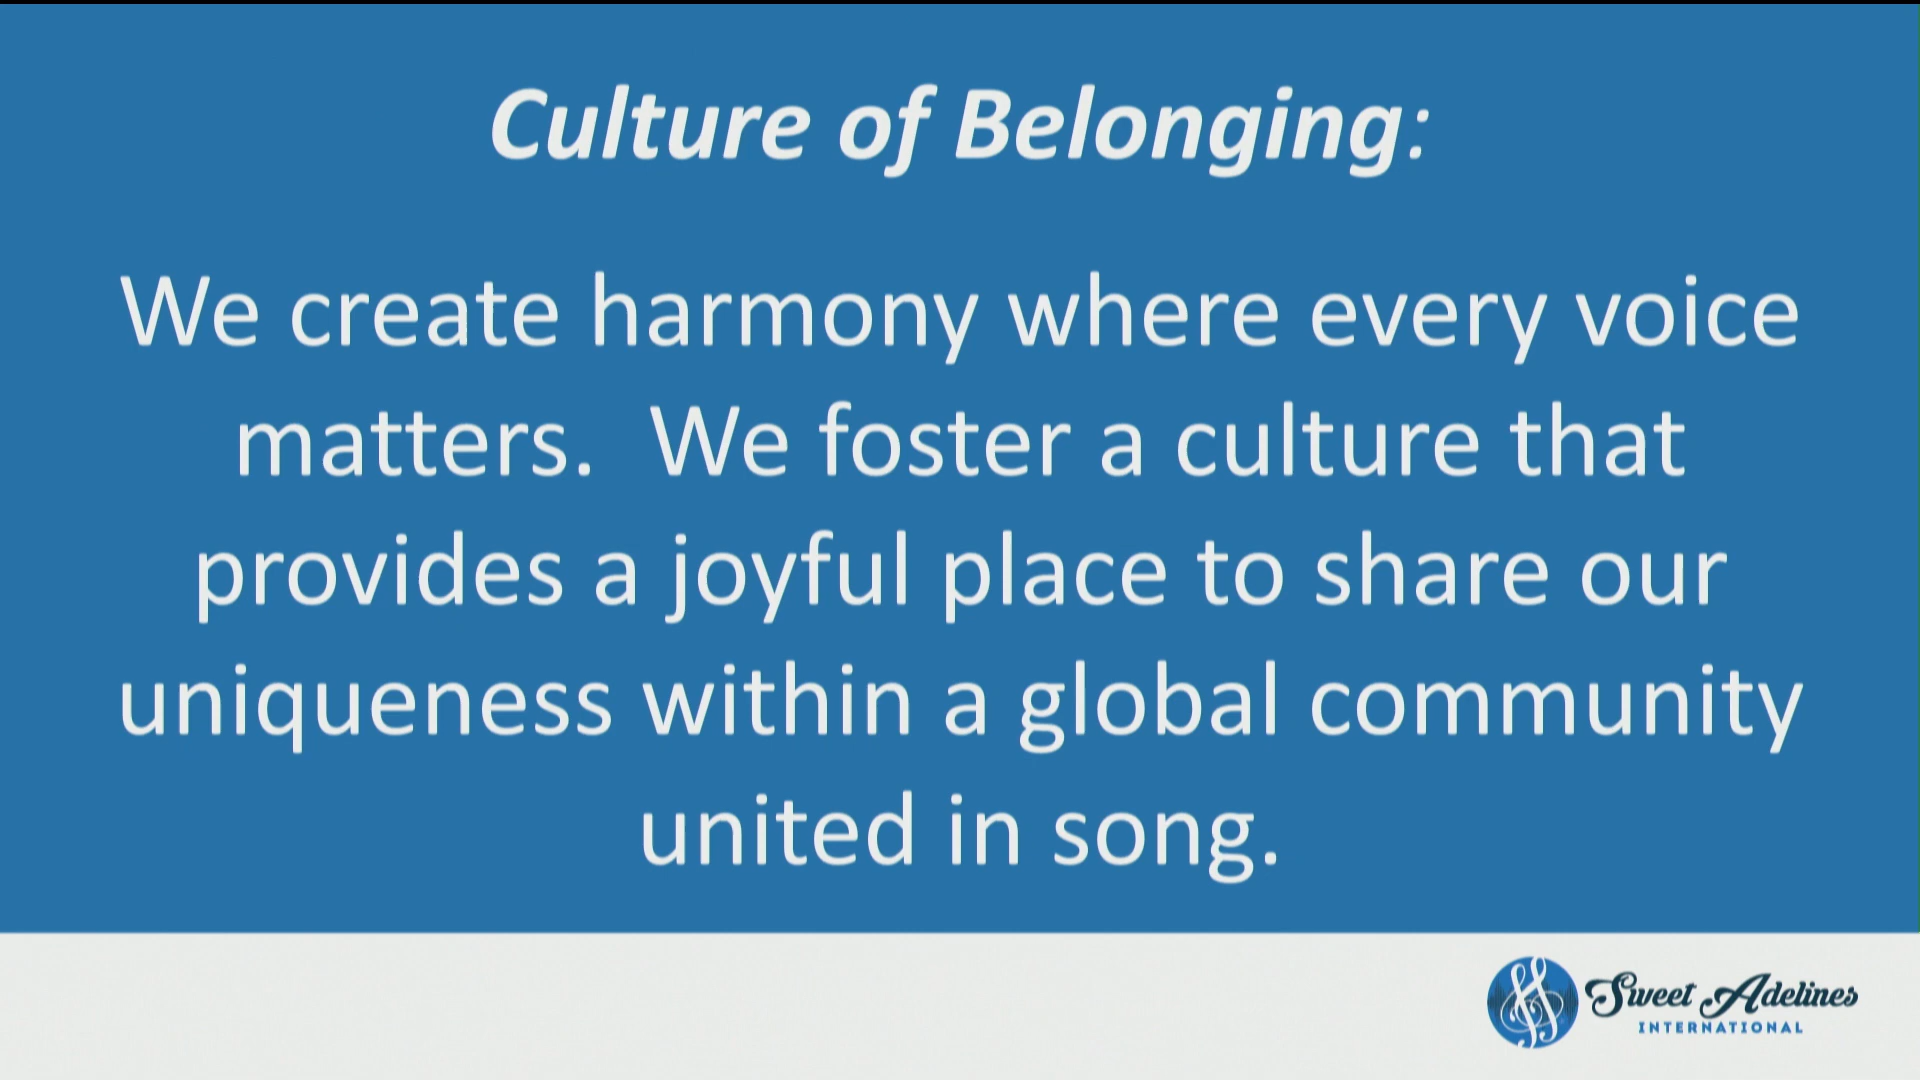 Culture of Belonging:
We create harmony where every voice
matters.  We foster a culture that
provides a joyful place to share our
uniqueness within a global community
united in song.
Sweet Adelines
INTERNATIONAL